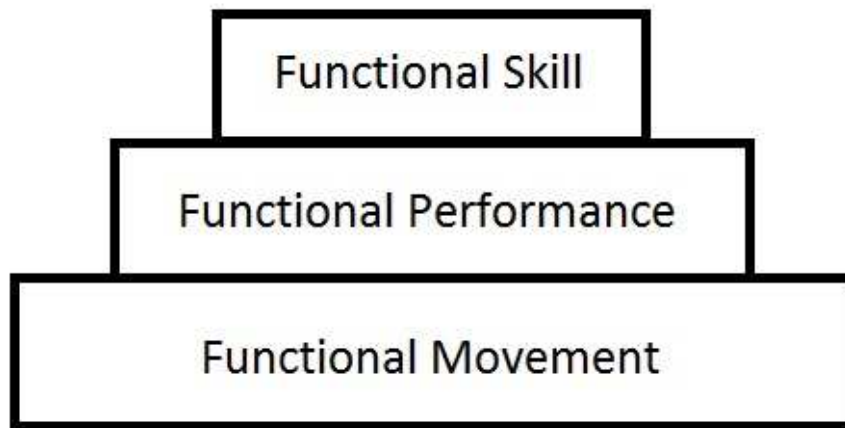 Functional Skill
Functional Performance
Functional Movement